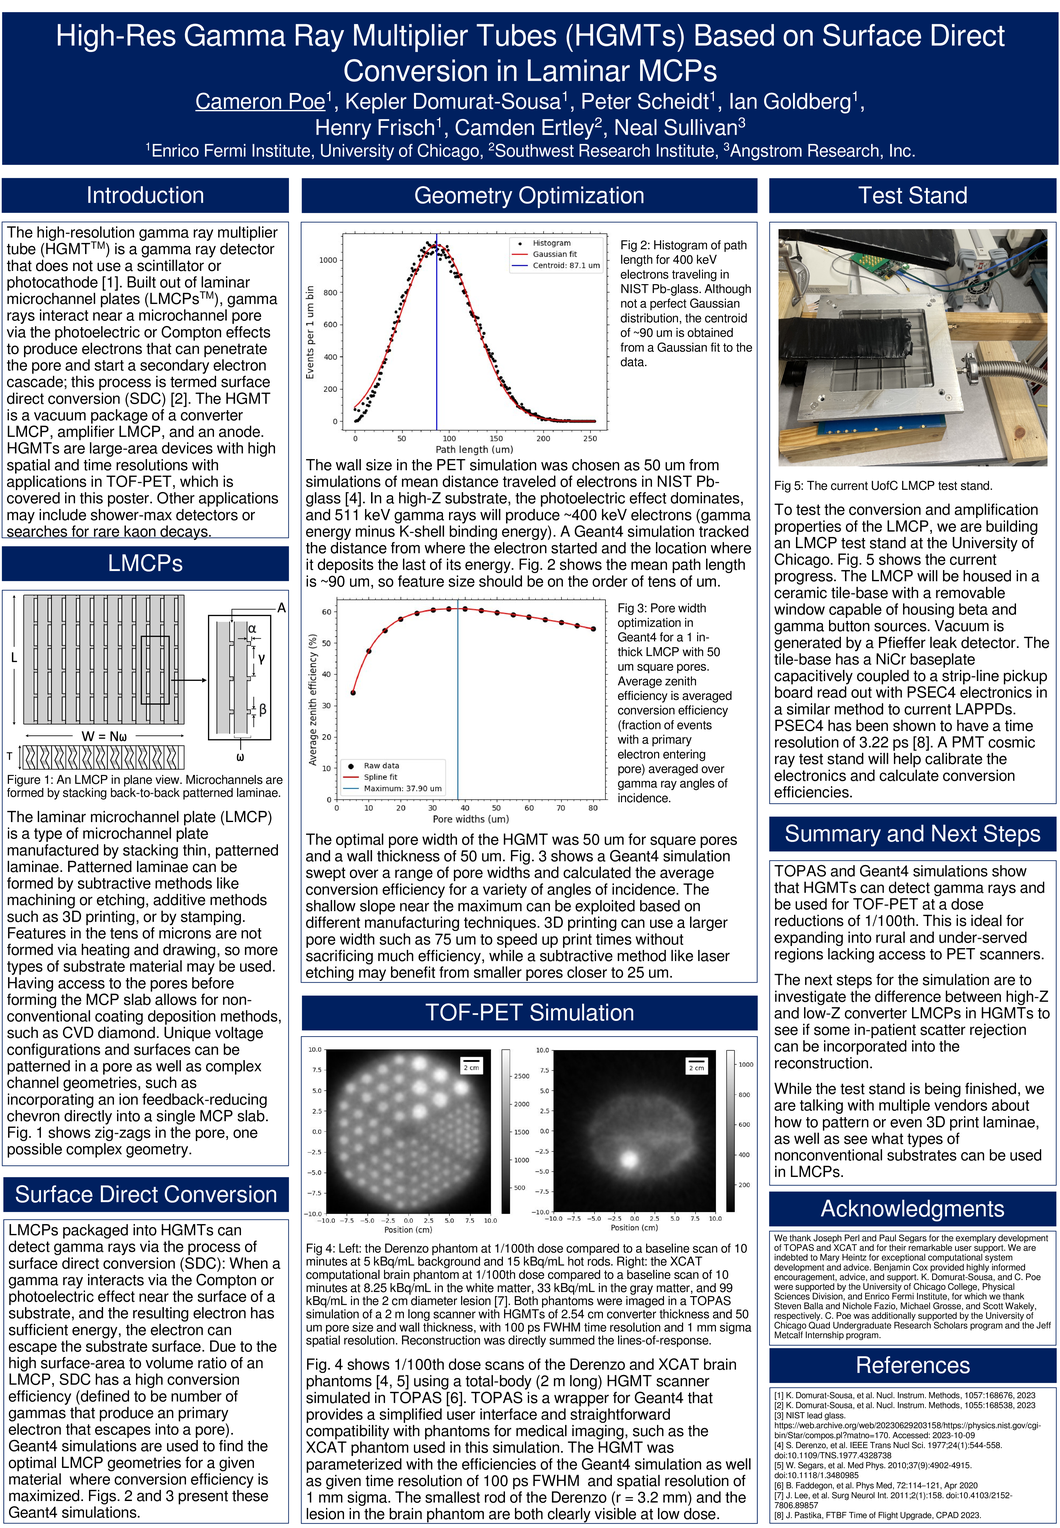 High-Res Gamma Ray Multiplier Tubes (HGMTs) Based on Surface Direct
Conversion in Laminar MCPs
Cameron Poe1, Kepler Domurat-Sousa1, Peter Scheidt1, Ian Goldberg1,
Henry Frisch1, Camden Ertley2, Neal Sullivan3
1Enrico Fermi Institute, University of Chicago, 2Southwest Research Institute, 3Angstrom Research, Inc.
Introduction
The high-resolution gamma ray multiplier
tube (HGMTTM) is a gamma ray detector
that does not use a scintillator or
photocathode [1]. Built out of laminar
microchannel plates (LMCPsTM), gamma
rays interact near a microchannel pore
via the photoelectric or Compton effects
to produce electrons that can penetrate
the pore and start a secondary electron
cascade; this process is termed surface
direct conversion (SDC) [2]. The HGMT
is a vacuum package of a converter
LMCP, amplifier LMCP, and an anode.
HGMTs are large-area devices with high
spatial and time resolutions with
applications in TOF-PET, which is
covered in this poster. Other applications
may include shower-max detectors or
searches for rare kaon decays.
LMCPs
L
W = Nω
T
A
α
γ
β
ω
Figure 1: An LMCP in plane view. Microchannels are
formed by stacking back-to-back patterned laminae.
The laminar microchannel plate (LMCP)
is a type of microchannel plate
manufactured by stacking thin, patterned
laminae. Patterned laminae can be
formed by subtractive methods like
machining or etching, additive methods
such as 3D printing, or by stamping.
Features in the tens of microns are not
formed via heating and drawing, so more
types of substrate material may be used.
Having access to the pores before
forming the MCP slab allows for non-
conventional coating deposition methods,
such as CVD diamond. Unique voltage
configurations and surfaces can be
patterned in a pore as well as complex
channel geometries, such as
incorporating an ion feedback-reducing
chevron directly into a single MCP slab.
Fig. 1 shows zig-zags in the pore, one
possible complex geometry.
Surface Direct Conversion
LMCPs packaged into HGMTs can
detect gamma rays via the process of
surface direct conversion (SDC): When a
gamma ray interacts via the Compton or
photoelectric effect near the surface of a
substrate, and the resulting electron has
sufficient energy, the electron can
escape the substrate surface. Due to the
high surface-area to volume ratio of an
LMCP, SDC has a high conversion
efficiency (defined to be number of
gammas that produce an primary
electron that escapes into a pore).
Geant4 simulations are used to find the
optimal LMCP geometries for a given
material where conversion efficiency is
maximized. Figs. 2 and 3 present these
Geant4 simulations.
Geometry Optimization
Events per 1 um bin
1000
800
600
400
200
0
0 50 100 150 200 250
Path length (um)
Histogram
Gaussian fit
Centroid: 87.1 um
Fig 2: Histogram of path
length for 400 keV
electrons traveling in
NIST Pb-glass. Although
not a perfect Gaussian
distribution, the centroid
of ~90 um is obtained
from a Gaussian fit to the
data.
The wall size in the PET simulation was chosen as 50 um from
simulations of mean distance traveled of electrons in NIST Pb-
glass [4]. In a high-Z substrate, the photoelectric effect dominates,
and 511 keV gamma rays will produce ~400 keV electrons (gamma
energy minus K-shell binding energy). A Geant4 simulation tracked
the distance from where the electron started and the location where
it deposits the last of its energy. Fig. 2 shows the mean path length
is ~90 um, so feature size should be on the order of tens of um.
Average zenith efficiency (%)
60
50
40
30
20
10
0
0 10 20 30 40 50 60 70 80
Pore widths (um)
Raw data
Spline fit
Maximum: 37.90 um
Fig 3: Pore width
optimization in
Geant4 for a 1 in-
thick LMCP with 50
um square pores.
Average zenith
efficiency is averaged
conversion efficiency
(fraction of events
with a primary
electron entering
pore) averaged over
gamma ray angles of
incidence.
The optimal pore width of the HGMT was 50 um for square pores
and a wall thickness of 50 um. Fig. 3 shows a Geant4 simulation
swept over a range of pore widths and calculated the average
conversion efficiency for a variety of angles of incidence. The
shallow slope near the maximum can be exploited based on
different manufacturing techniques. 3D printing can use a larger
pore width such as 75 um to speed up print times without
sacrificing much efficiency, while a subtractive method like laser
etching may benefit from smaller pores closer to 25 um.
TOF-PET Simulation
10.0
7.5
5.0
2.5
0.0
−2.5
−5.0
−7.5
−10.0
−10.0 −7.5 −5.0 −2.5 0.0 2.5 5.0 7.5 10.0
Position (cm)
2 cm
2500
2000
1500
1000
500
10.0
7.5
5.0
2.5
0.0
−2.5
−5.0
−7.5
−10.0 −7.5 −5.0 −2.5 0.0 2.5 5.0 7.5 10.0
Position (cm)
2 cm
1000
800
600
400
200
Fig 4: Left: the Derenzo phantom at 1/100th dose compared to a baseline scan of 10
minutes at 5 kBq/mL background and 15 kBq/mL hot rods. Right: the XCAT
computational brain phantom at 1/100th dose compared to a baseline scan of 10
minutes at 8.25 kBq/mL in the white matter, 33 kBq/mL in the gray matter, and 99
kBq/mL in the 2 cm diameter lesion [7]. Both phantoms were imaged in a TOPAS
simulation of a 2 m long scanner with HGMTs of 2.54 cm converter thickness and 50
um pore size and wall thickness, with 100 ps FWHM time resolution and 1 mm sigma
spatial resolution. Reconstruction was directly summed the lines-of-response.
Fig. 4 shows 1/100th dose scans of the Derenzo and XCAT brain
phantoms [4, 5] using a total-body (2 m long) HGMT scanner
simulated in TOPAS [6]. TOPAS is a wrapper for Geant4 that
provides a simplified user interface and straightforward
compatibility with phantoms for medical imaging, such as the
XCAT phantom used in this simulation. The HGMT was
parameterized with the efficiencies of the Geant4 simulation as well
as given time resolution of 100 ps FWHM and spatial resolution of
1 mm sigma. The smallest rod of the Derenzo (r = 3.2 mm) and the
lesion in the brain phantom are both clearly visible at low dose.
Test Stand
Fig 5: The current UofC LMCP test stand.
To test the conversion and amplification
properties of the LMCP, we are building
an LMCP test stand at the University of
Chicago. Fig. 5 shows the current
progress. The LMCP will be housed in a
ceramic tile-base with a removable
window capable of housing beta and
gamma button sources. Vacuum is
generated by a Pfieffer leak detector. The
tile-base has a NiCr baseplate
capacitively coupled to a strip-line pickup
board read out with PSEC4 electronics in
a similar method to current LAPPDs.
PSEC4 has been shown to have a time
resolution of 3.22 ps [8]. A PMT cosmic
ray test stand will help calibrate the
electronics and calculate conversion
efficiencies.
Summary and Next Steps
TOPAS and Geant4 simulations show
that HGMTs can detect gamma rays and
be used for TOF-PET at a dose
reductions of 1/100th. This is ideal for
expanding into rural and under-served
regions lacking access to PET scanners.
The next steps for the simulation are to
investigate the difference between high-Z
and low-Z converter LMCPs in HGMTs to
see if some in-patient scatter rejection
can be incorporated into the
reconstruction.
While the test stand is being finished, we
are talking with multiple vendors about
how to pattern or even 3D print laminae,
as well as see what types of
nonconventional substrates can be used
in LMCPs.
Acknowledgments
We thank Joseph Perl and Paul Segars for the exemplary development
of TOPAS and XCAT and for their remarkable user support. We are
indebted to Mary Heintz for exceptional computational system
development and advice. Benjamin Cox provided highly informed
encouragement, advice, and support. K. Domurat-Sousa, and C. Poe
were supported by the University of Chicago College, Physical
Sciences Division, and Enrico Fermi Institute, for which we thank
Steven Balla and Nichole Fazio, Michael Grosse, and Scott Wakely,
respectively. C. Poe was additionally supported by the University of
Chicago Quad Undergraduate Research Scholars program and the Jeff
Metcalf Internship program.
References
[1] K. Domurat-Sousa, et al. Nucl. Instrum. Methods, 1057:168676, 2023
[2] K. Domurat-Sousa, et al. Nucl. Instrum. Methods, 1055:168538, 2023
[3] NIST lead glass.
https://web.archive.org/web/20230629203158/https://physics.nist.gov/cgi-
bin/Star/compos.pl?matno=170. Accessed: 2023-10-09
[4] S. Derenzo, et al. IEEE Trans Nucl Sci. 1977;24(1):544-558.
doi:10.1109/TNS.1977.4328738
[5] W. Segars, et al. Med Phys. 2010;37(9):4902-4915.
doi:10.1118/1.3480985
[6] B. Faddegon, et al. Phys Med, 72:114–121, Apr 2020
[7] J. Lee, et al. Surg Neurol Int. 2011;2(1):158. doi:10.4103/2152-
7806.89857
[8] J. Pastika, FTBF Time of Flight Upgrade, CPAD 2023.